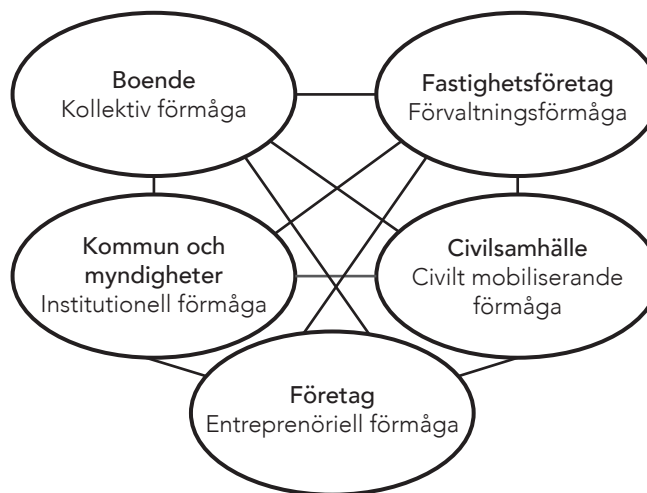 Boende
Kollektiv förmåga
Fastighetsföretag
Förvaltningsförmåga
Kommun och
myndigheter
Institutionell förmåga
Civilsamhälle
Civilt mobiliserande
förmåga
Företag
Entreprenöriell förmåga